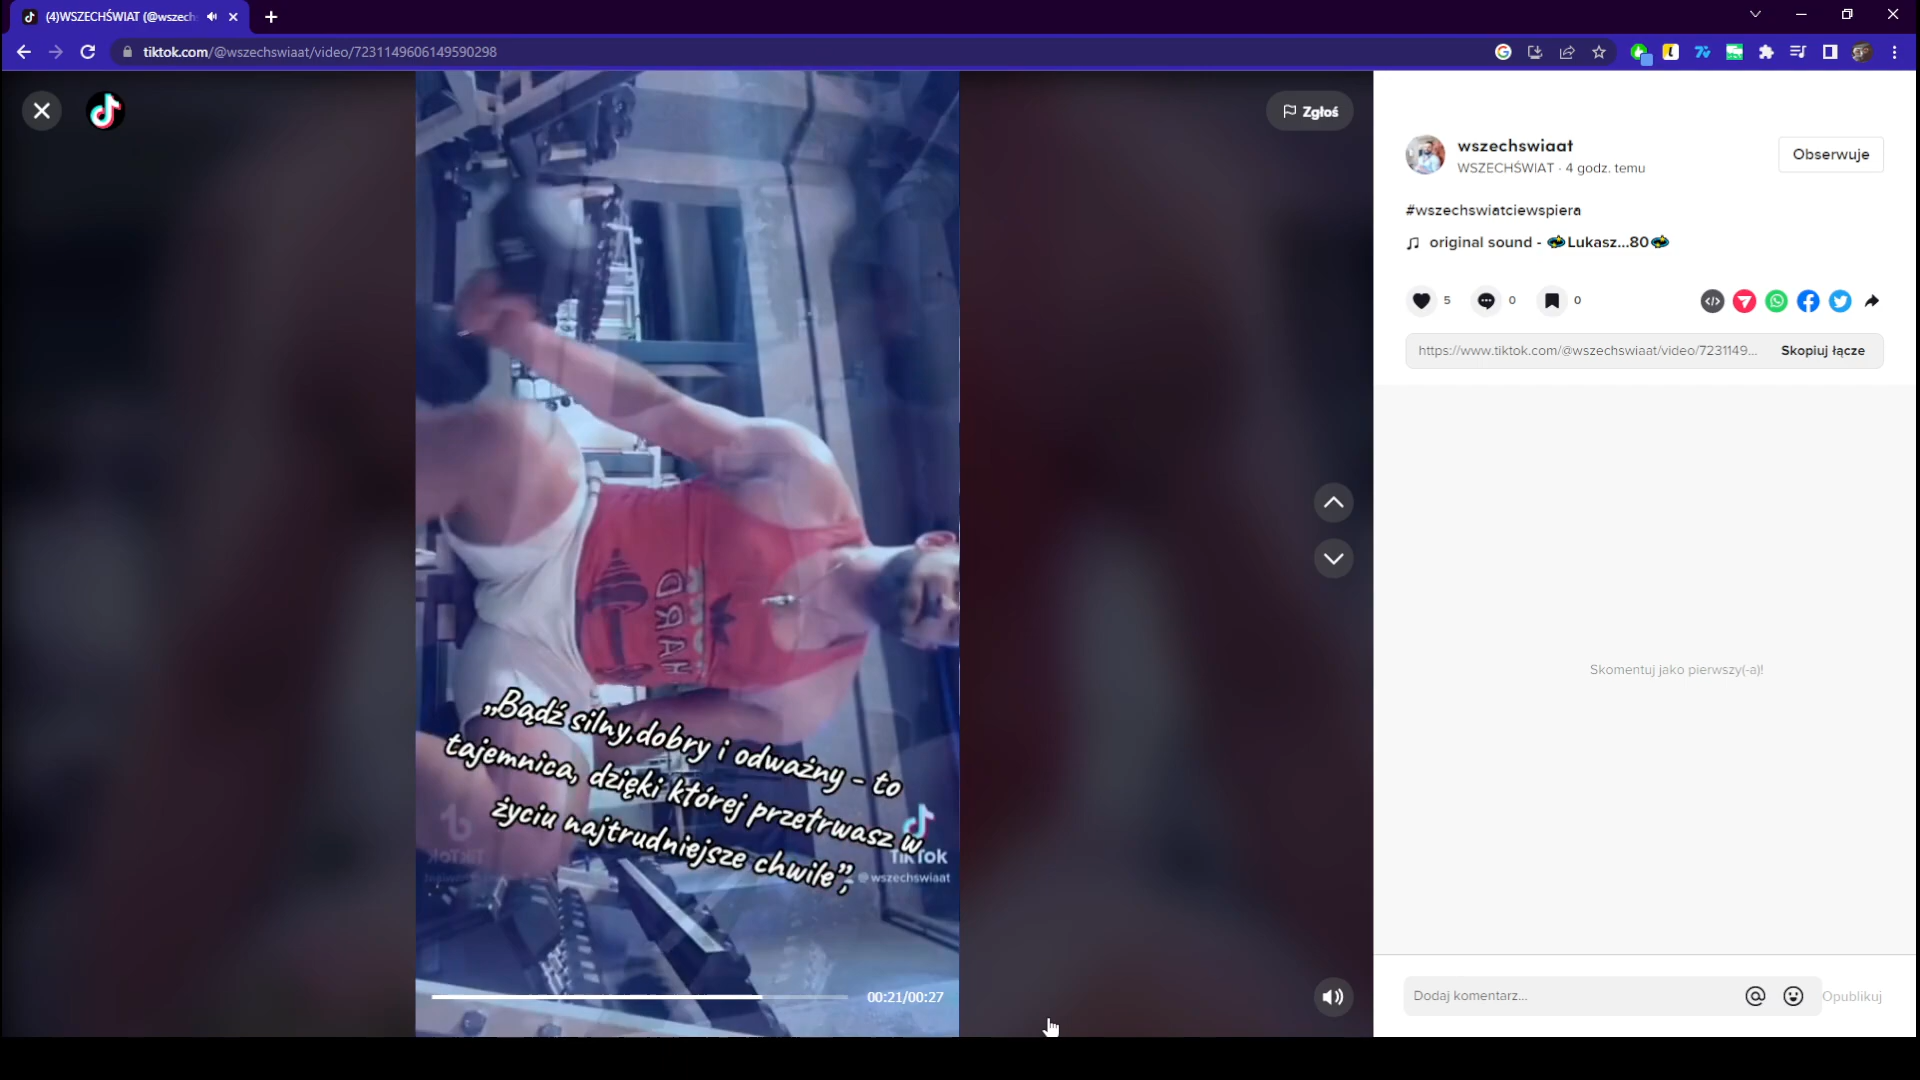 (4)WSZECHŚWIAT (@wszech
tiktok.com/@wszechswiaat/video/7231149606149590298
Zgłoś
wszechswiaat
WSZECHŚWIAT · 4 godz. temu
Obserwuje
#wszechswiatciewspiera
original sound - Lukasz...80
5
0
0
https://www.tiktok.com/@wszechswiaat/video/7231149...
Skopiuj łącze
HARD
„Bądź silny,dobry i odważny - to
tajemnica, dzięki której przetrwasz w
życiu najtrudniejsze chwile”,
TikTok
@wszechswiaat
TikTok
00:21/00:27
Skomentuj jako pierwszy(-a)!
Dodaj komentarz...
Opublikuj